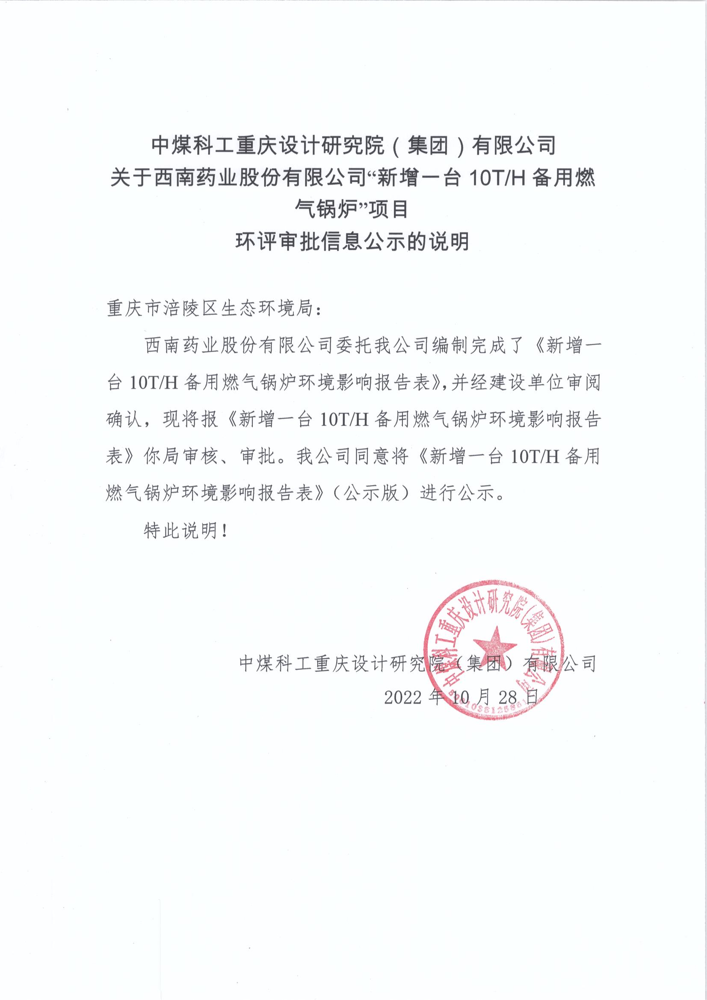 中煤科工重庆设计研究院（集团）有限公司
关于西南药业股份有限公司“新增一台 10T/H 备用燃
气锅炉”项目
环评审批信息公示的说明
重庆市涪陵区生态环境局：
西南药业股份有限公司委托我公司编制完成了《新增一
台 10T/H 备用燃气锅炉环境影响报告表》，并经建设单位审阅
确认，现将报《新增一台 10T/H 备用燃气锅炉环境影响报告
表》你局审核、审批。我公司同意将《新增一台 10T/H 备用
燃气锅炉环境影响报告表》（公示版）进行公示。
特此说明！
中煤科工重庆设计研究院（集团）有限公司
中煤科工重庆设计研究院（集团）有限公司
2022 年 10 月 28 日